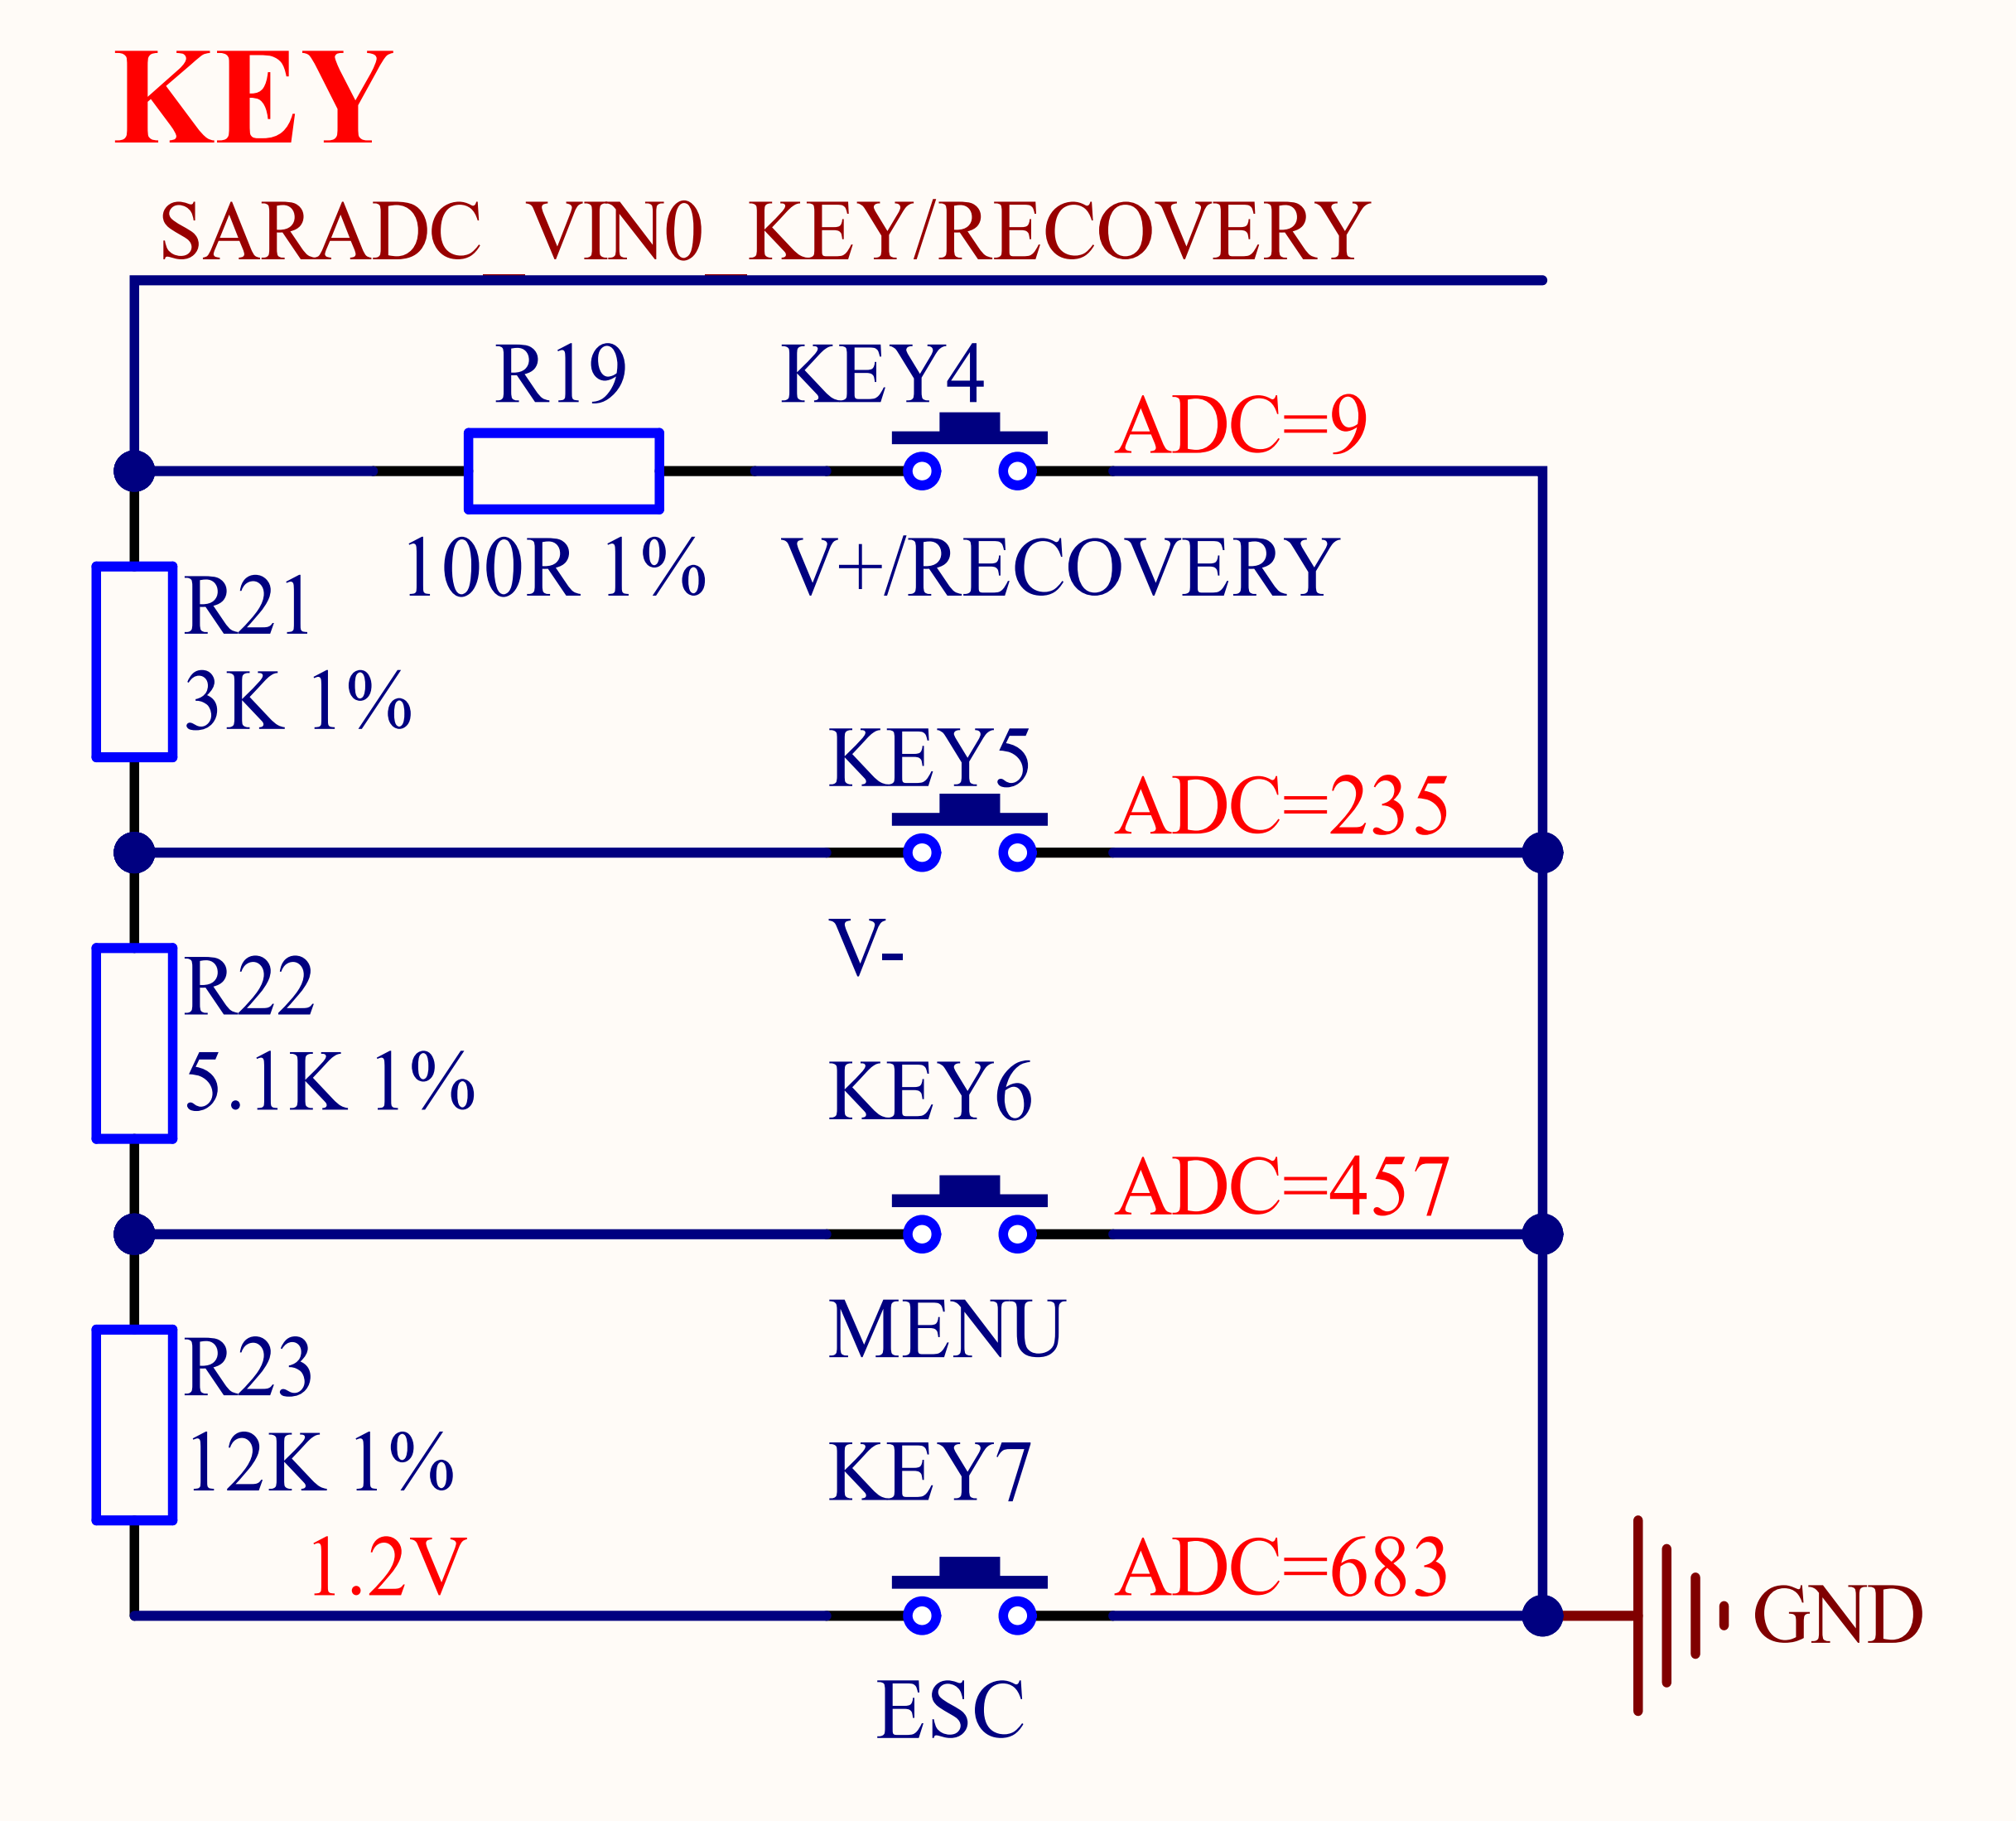 KEY
SARADC_VIN0_KEY/RECOVERY
R19
KEY4
ADC=9
100R 1%
V+/RECOVERY
R21
3K 1%
KEY5
ADC=235
V-
R22
5.1K 1%
KEY6
ADC=457
MENU
R23
12K 1%
KEY7
1.2V
ADC=683
GND
ESC